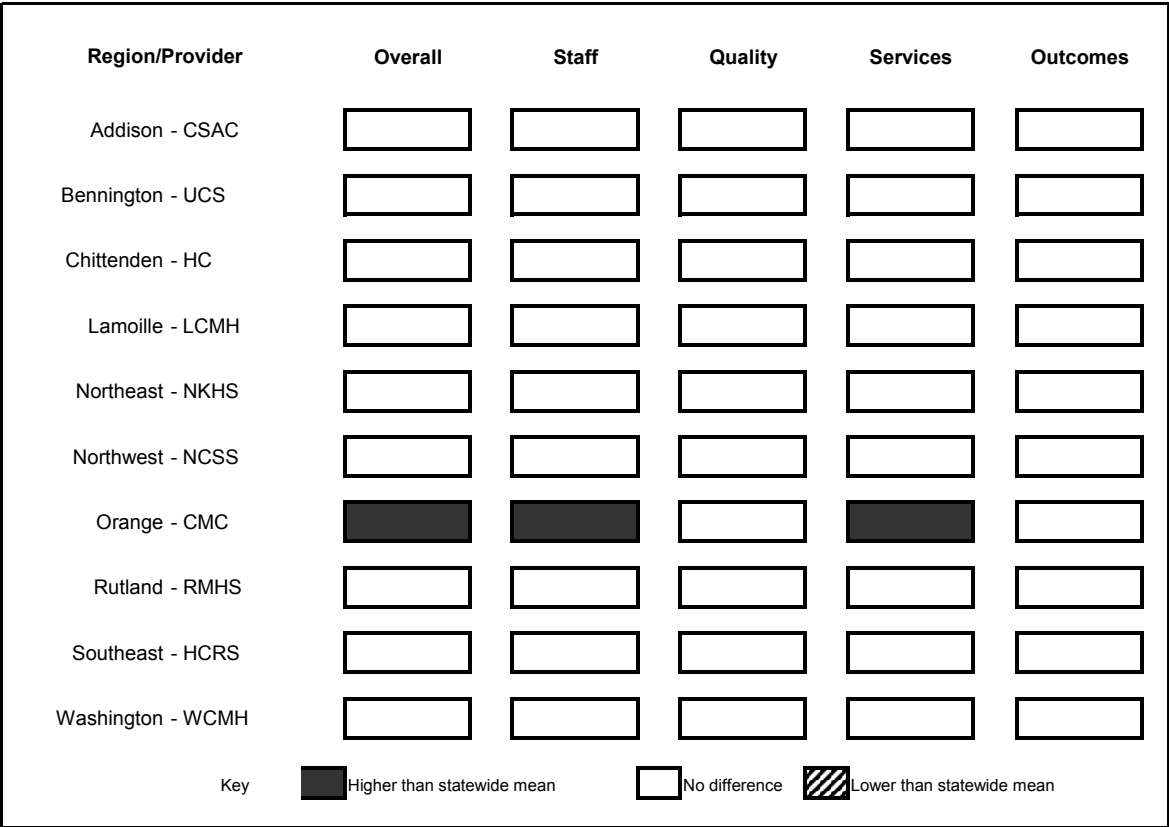 Region/Provider Overall Staff Quality Services Outcomes
Addison - CSAC
Bennington - UCS
Chittenden - HC
Lamoille - LCMH
Northeast - NKHS
Northwest - NCSS
Orange - CMC
Rutland - RMHS
Southeast - HCRS
Washington - WCMH
Key Higher than statewide mean No difference Lower than statewide mean